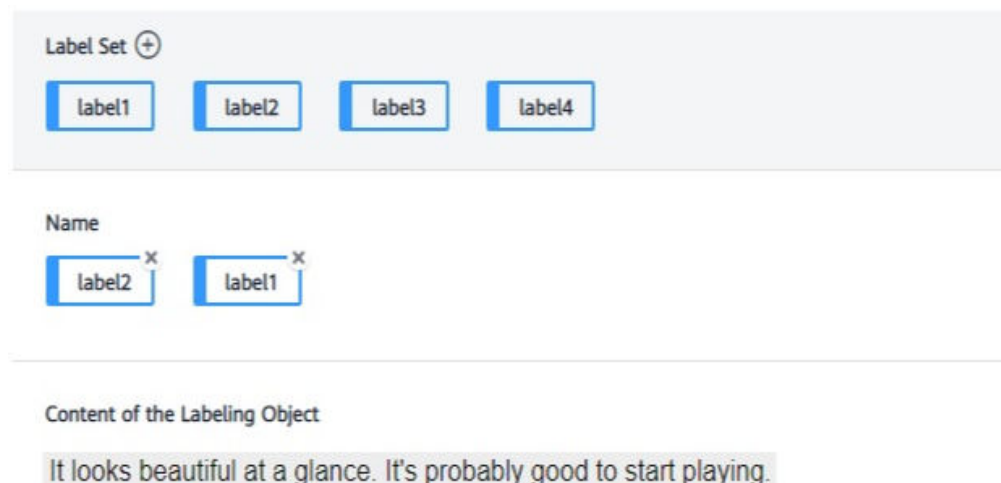 Label Set
label1 label2 label3 label4
Name
label2 label1
Content of the Labeling Object
It looks beautiful at a glance. It's probably good to start playing.